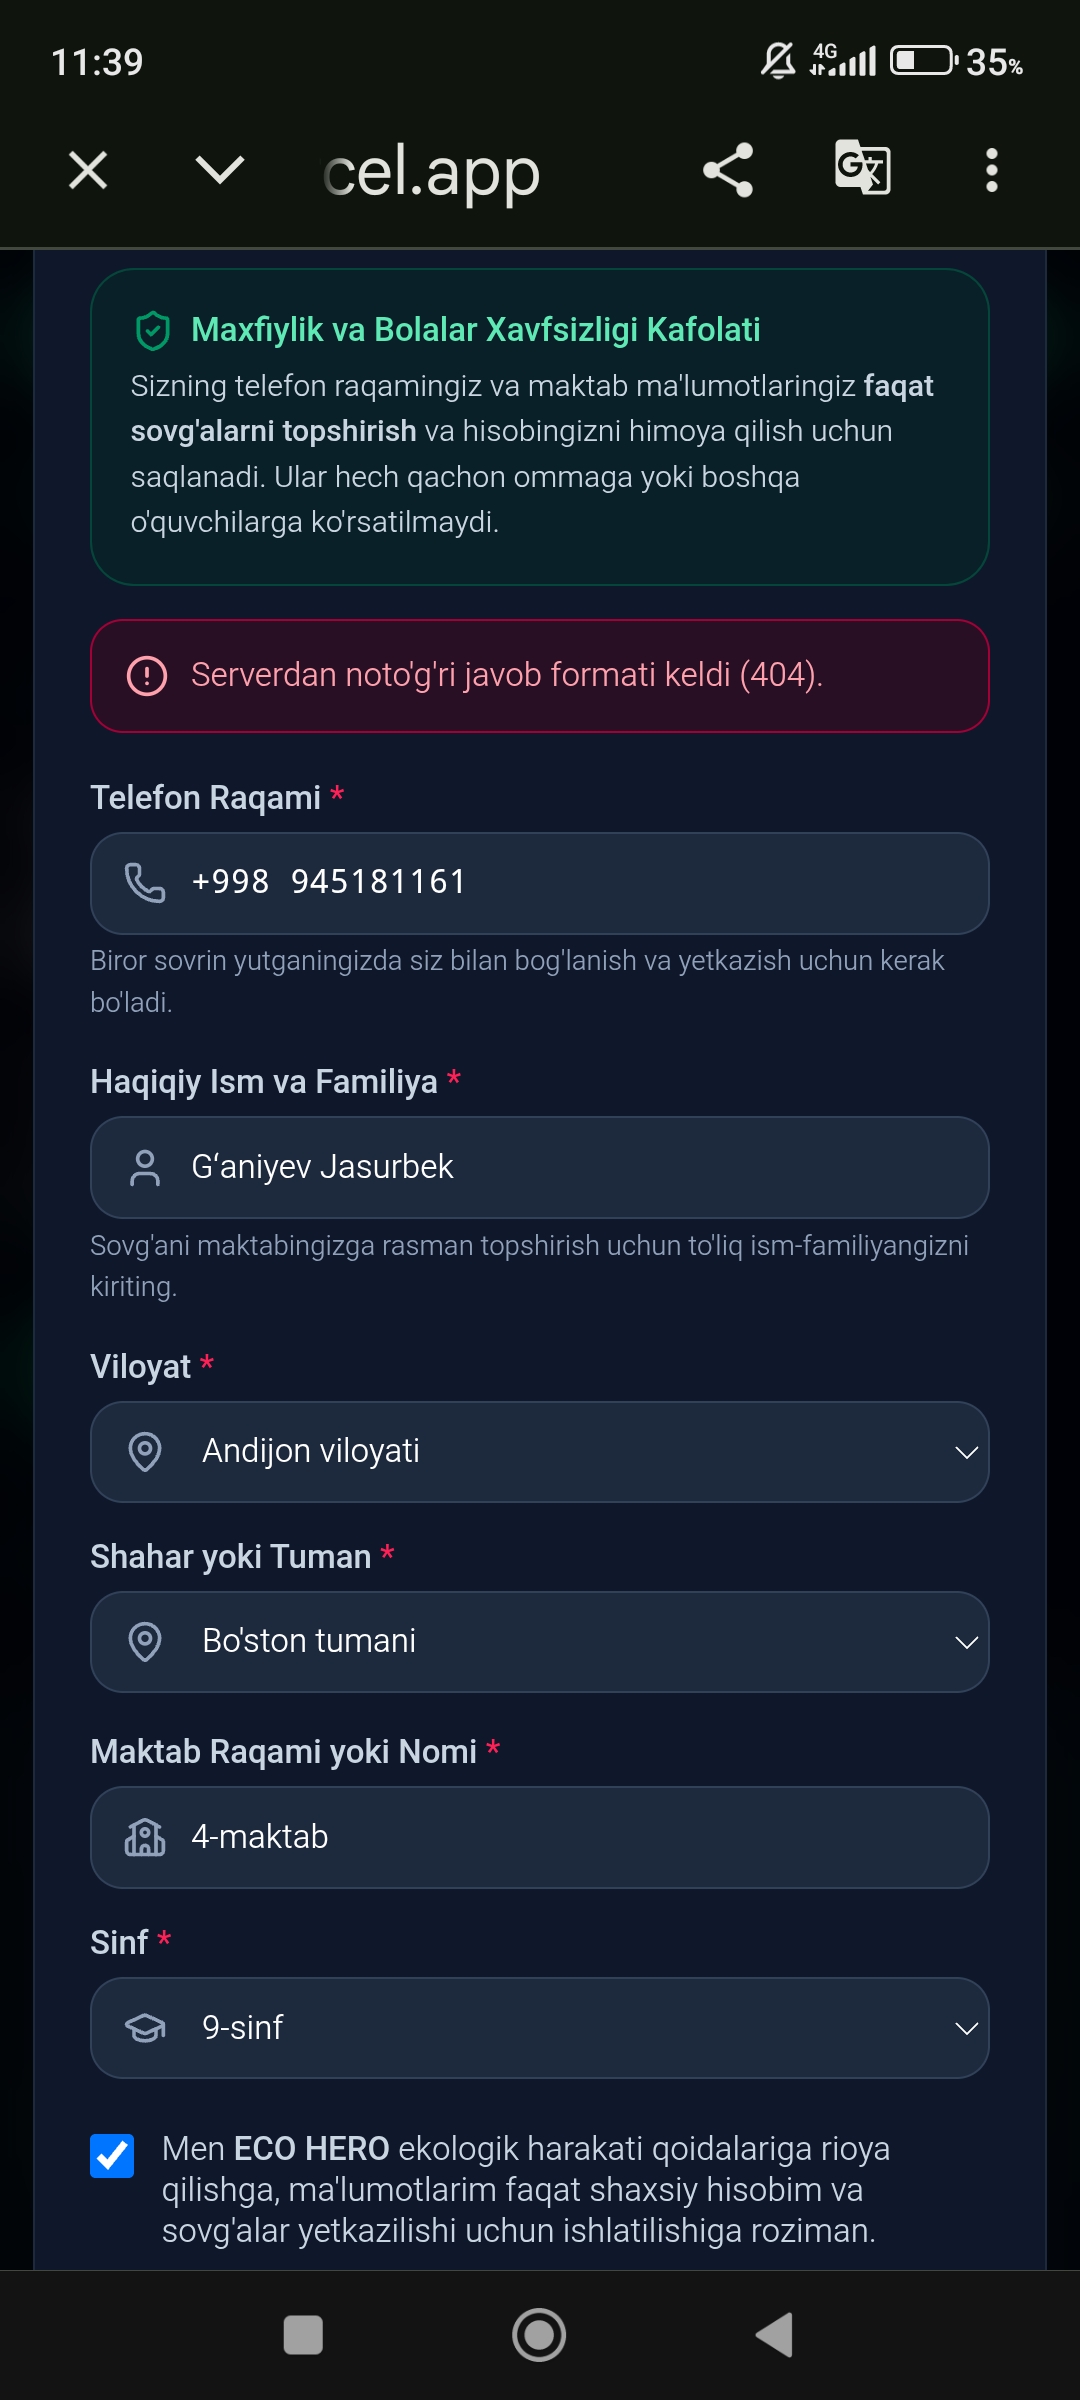 11:39
4G
35%
cel.app
Maxfiylik va Bolalar Xavfsizligi Kafolati
Sizning telefon raqamingiz va maktab ma'lumotlaringiz faqat
sovg'alarni topshirish va hisobingizni himoya qilish uchun
saqlanadi. Ular hech qachon ommaga yoki boshqa
o'quvchilarga ko'rsatilmaydi.
Serverdan noto'g'ri javob formati keldi (404).
Telefon Raqami *
+998 945181161
Biror sovrin yutganingizda siz bilan bog'lanish va yetkazish uchun kerak
bo'ladi.
Haqiqiy Ism va Familiya *
Gʻaniyev Jasurbek
Sovg'ani maktabingizga rasman topshirish uchun to'liq ism-familiyangizni
kiriting.
Viloyat *
Andijon viloyati
Shahar yoki Tuman *
Bo'ston tumani
Maktab Raqami yoki Nomi *
4-maktab
Sinf *
9-sinf
Men ECO HERO ekologik harakati qoidalariga rioya
qilishga, ma'lumotlarim faqat shaxsiy hisobim va
sovg'alar yetkazilishi uchun ishlatilishiga roziman.